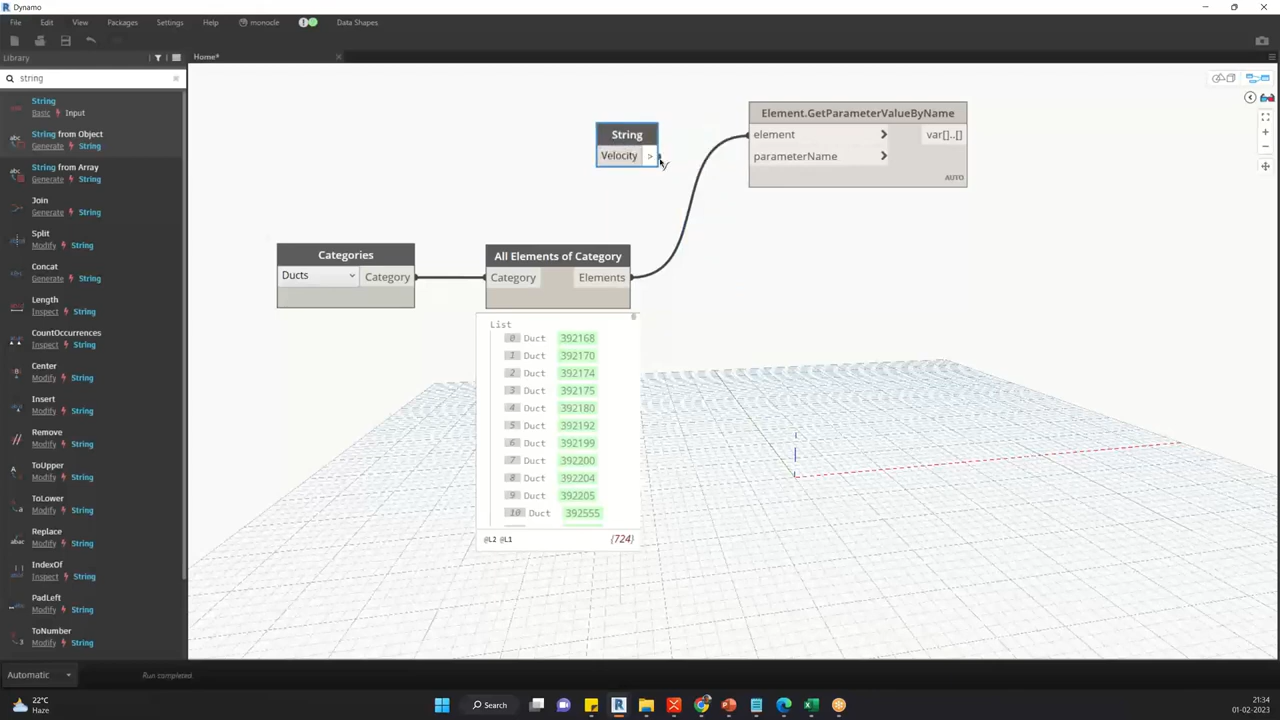 Dynamo
File Edit View Packages Settings Help monocle Data Shapes
Library
Home*
string
String
Basic Input
String from Object
Generate String
String from Array
Generate String
Join
Generate String
Split
Modify String
Concat
Generate String
Length
Inspect String
CountOccurrences
Inspect String
Center
Modify String
Insert
Modify String
Remove
Modify String
ToUpper
Modify String
ToLower
Modify String
Replace
Modify String
IndexOf
Inspect String
PadLeft
Modify String
ToNumber
Modify String
String
Velocity >
Element.GetParameterValueByName
element var[]..[]
parameterName
AUTO
Categories
Ducts Category
All Elements of Category
Category Elements
List
0 Duct 392168
1 Duct 392170
2 Duct 392174
3 Duct 392175
4 Duct 392180
5 Duct 392192
6 Duct 392199
7 Duct 392200
8 Duct 392204
9 Duct 392205
10 Duct 392555
@L2 @L1 {724}
Automatic Run completed.
22°C
Haze
Search
21:34
01-02-2023